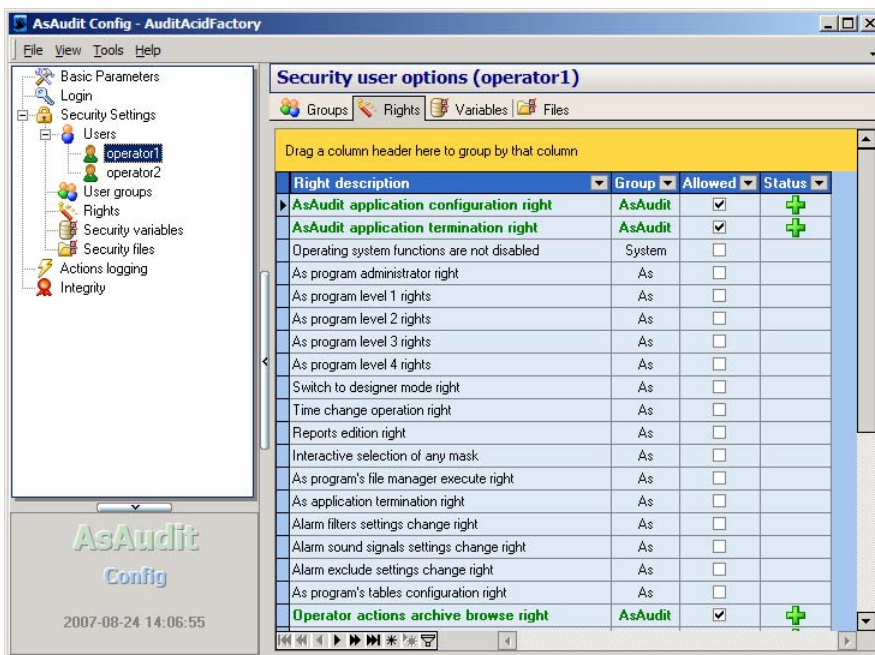 AsAudit Config - AuditAcidFactory
File View Tools Help
Basic Parameters
Login
Security Settings
Users
operator1
operator2
User groups
Rights
Security variables
Security files
Actions logging
Integrity
AsAudit
Config
2007-08-24 14:06:55
Security user options (operator1)
Groups Rights Variables Files
Drag a column header here to group by that column
Right description Group Allowed Status
AsAudit application configuration right AsAudit
AsAudit application termination right AsAudit
Operating system functions are not disabled System
As program administrator right As
As program level 1 rights As
As program level 2 rights As
As program level 3 rights As
As program level 4 rights As
Switch to designer mode right As
Time change operation right As
Reports edition right As
Interactive selection of any mask As
As program's file manager execute right As
As application termination right As
Alarm filters settings change right As
Alarm sound signals settings change right As
Alarm exclude settings change right As
As program's tables configuration right As
Operator actions archive browse right AsAudit